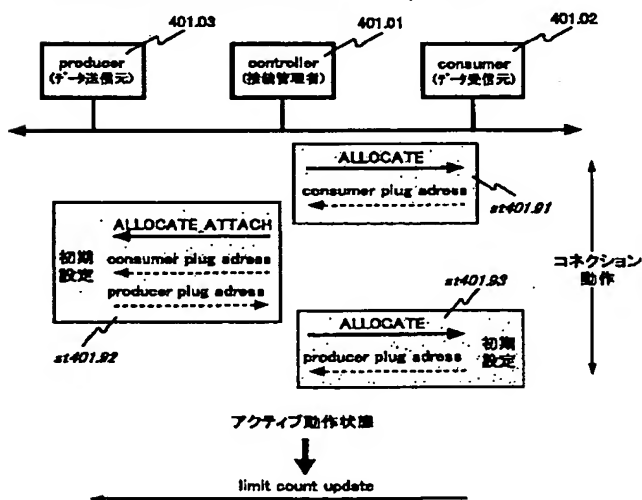 401.03
401.01
401.02
producer
(データ送信元)
controller
(接続管理者)
consumer
(データ受信元)
ALLOCATE
consumer plug adress
st401.91
ALLOCATE_ATTACH
初期
設定
consumer plug adress
producer plug adress
st401.92
コネクション
動作
st401.93
ALLOCATE
producer plug adress
初期
設定
アクティブ動作状態
limit count update